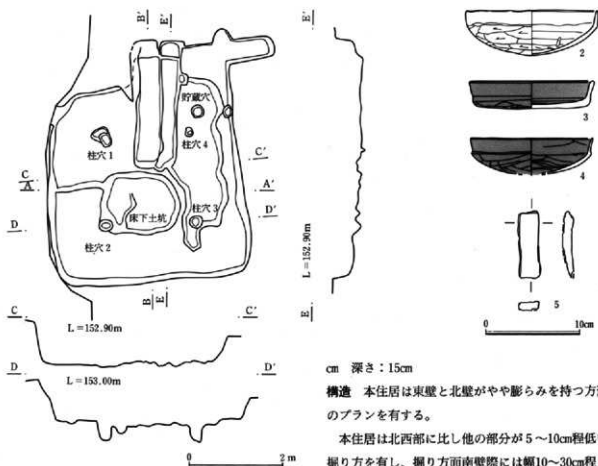 B'
E'
貯蔵穴
柱穴 1
柱穴 4
C'
C
A
A'
柱穴 3
D'
D
床下土坑
柱穴 2
B
E
E'
L=152.90m
E
2
3
4
5
0 10cm
C C'
L=152.90m
D D'
L=153.00m
0 2 m
cm 深さ：15cm
構造 本住居は東壁と北壁がやや膨らみを持つ方
のプランを有する。
本住居は北西部に比し他の部分が5～10cm程低
掘り方を有し、掘り方面南壁際には幅10～30cm程